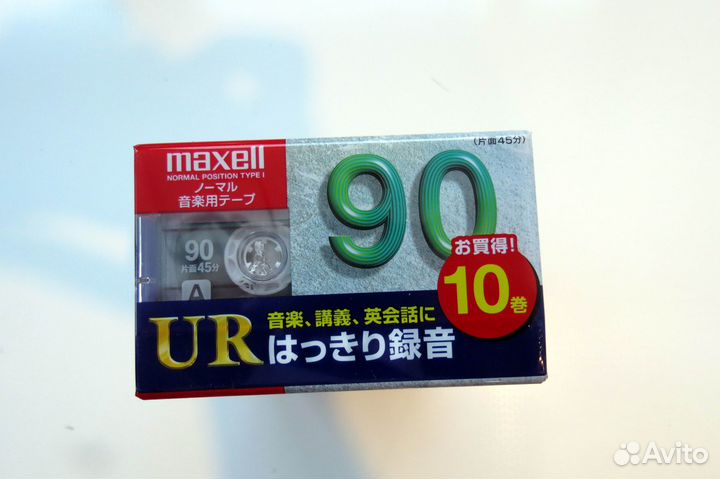 (片面45分)
maxell
NORMAL POSITION TYPE I
ノーマル
音楽用テープ
90
90
片面45分
A
お買得!
10巻
UR
音楽、講義、英会話に
はっきり録音
Avito